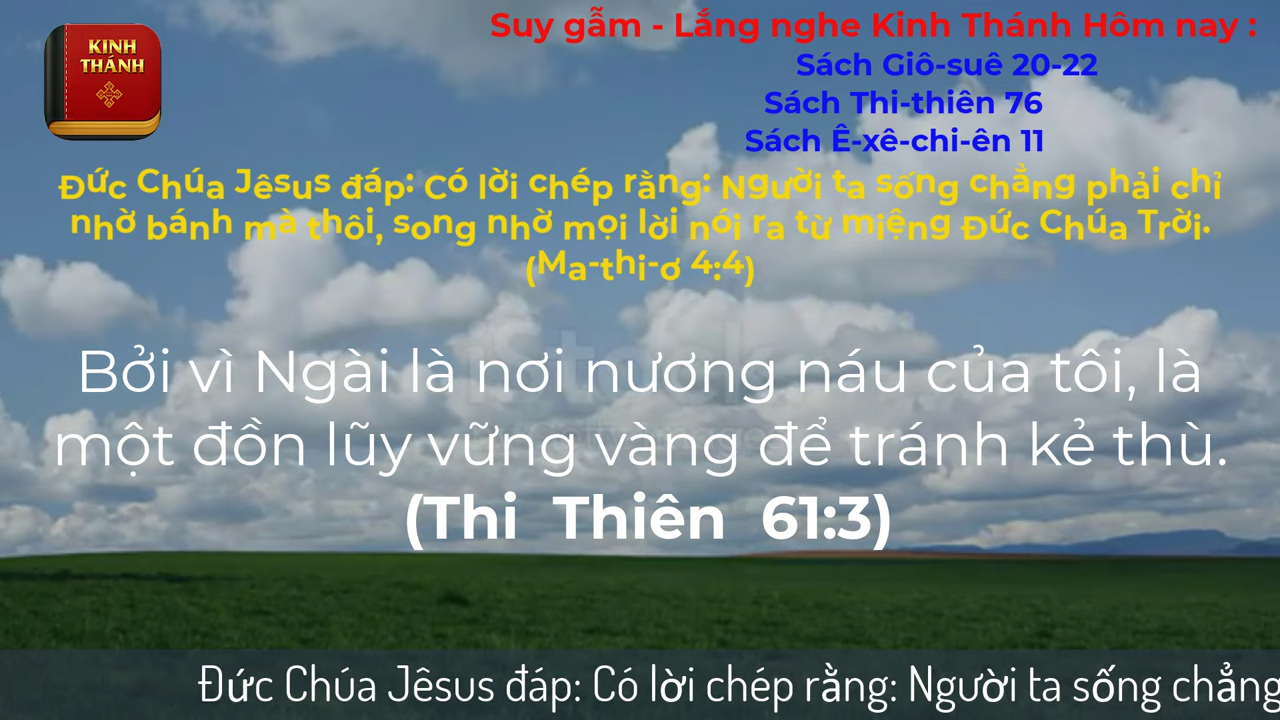 KINH
THÁNH
Suy gẫm - Lắng nghe Kinh Thánh Hôm nay :
Sách Giô-suê 20-22
Sách Thi-thiên 76
Sách Ê-xê-chi-ên 11
Đức Chúa Jêsus đáp: Có lời chép rằng: Người ta sống chẳng phải chỉ
nhờ bánh mà thôi, song nhờ mọi lời nói ra từ miệng Đức Chúa Trời.
(Ma-thi-ơ 4:4)
Bởi vì Ngài là nơi nương náu của tôi, là
một đồn lũy vững vàng để tránh kẻ thù.
(Thi Thiên 61:3)
Đức Chúa Jêsus đáp: Có lời chép rằng: Người ta sống chẳng